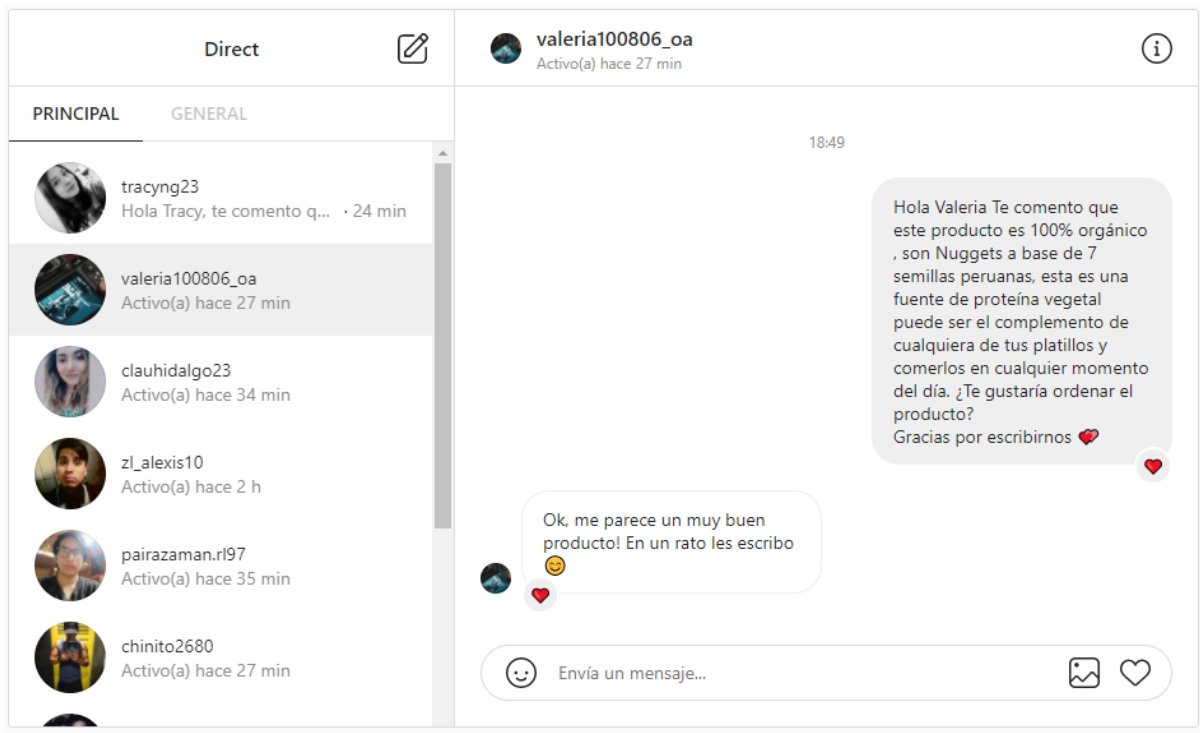 Direct
PRINCIPAL
GENERAL
tracyng23
Hola Tracy, te comento q... · 24 min
valeria100806_oa
Activo(a) hace 27 min
clauhidalgo23
Activo(a) hace 34 min
zl_alexis10
Activo(a) hace 2 h
pairazaman.rl97
Activo(a) hace 35 min
chinito2680
Activo(a) hace 27 min
valeria100806_oa
Activo(a) hace 27 min
18:49
Hola Valeria Te comento que
este producto es 100% orgánico
, son Nuggets a base de 7
semillas peruanas, esta es una
fuente de proteína vegetal
puede ser el complemento de
cualquiera de tus platillos y
comerlos en cualquier momento
del día. ¿Te gustaría ordenar el
producto?
Gracias por escribirnos 💕
Ok, me parece un muy buen
producto! En un rato les escribo
😊
Envía un mensaje...